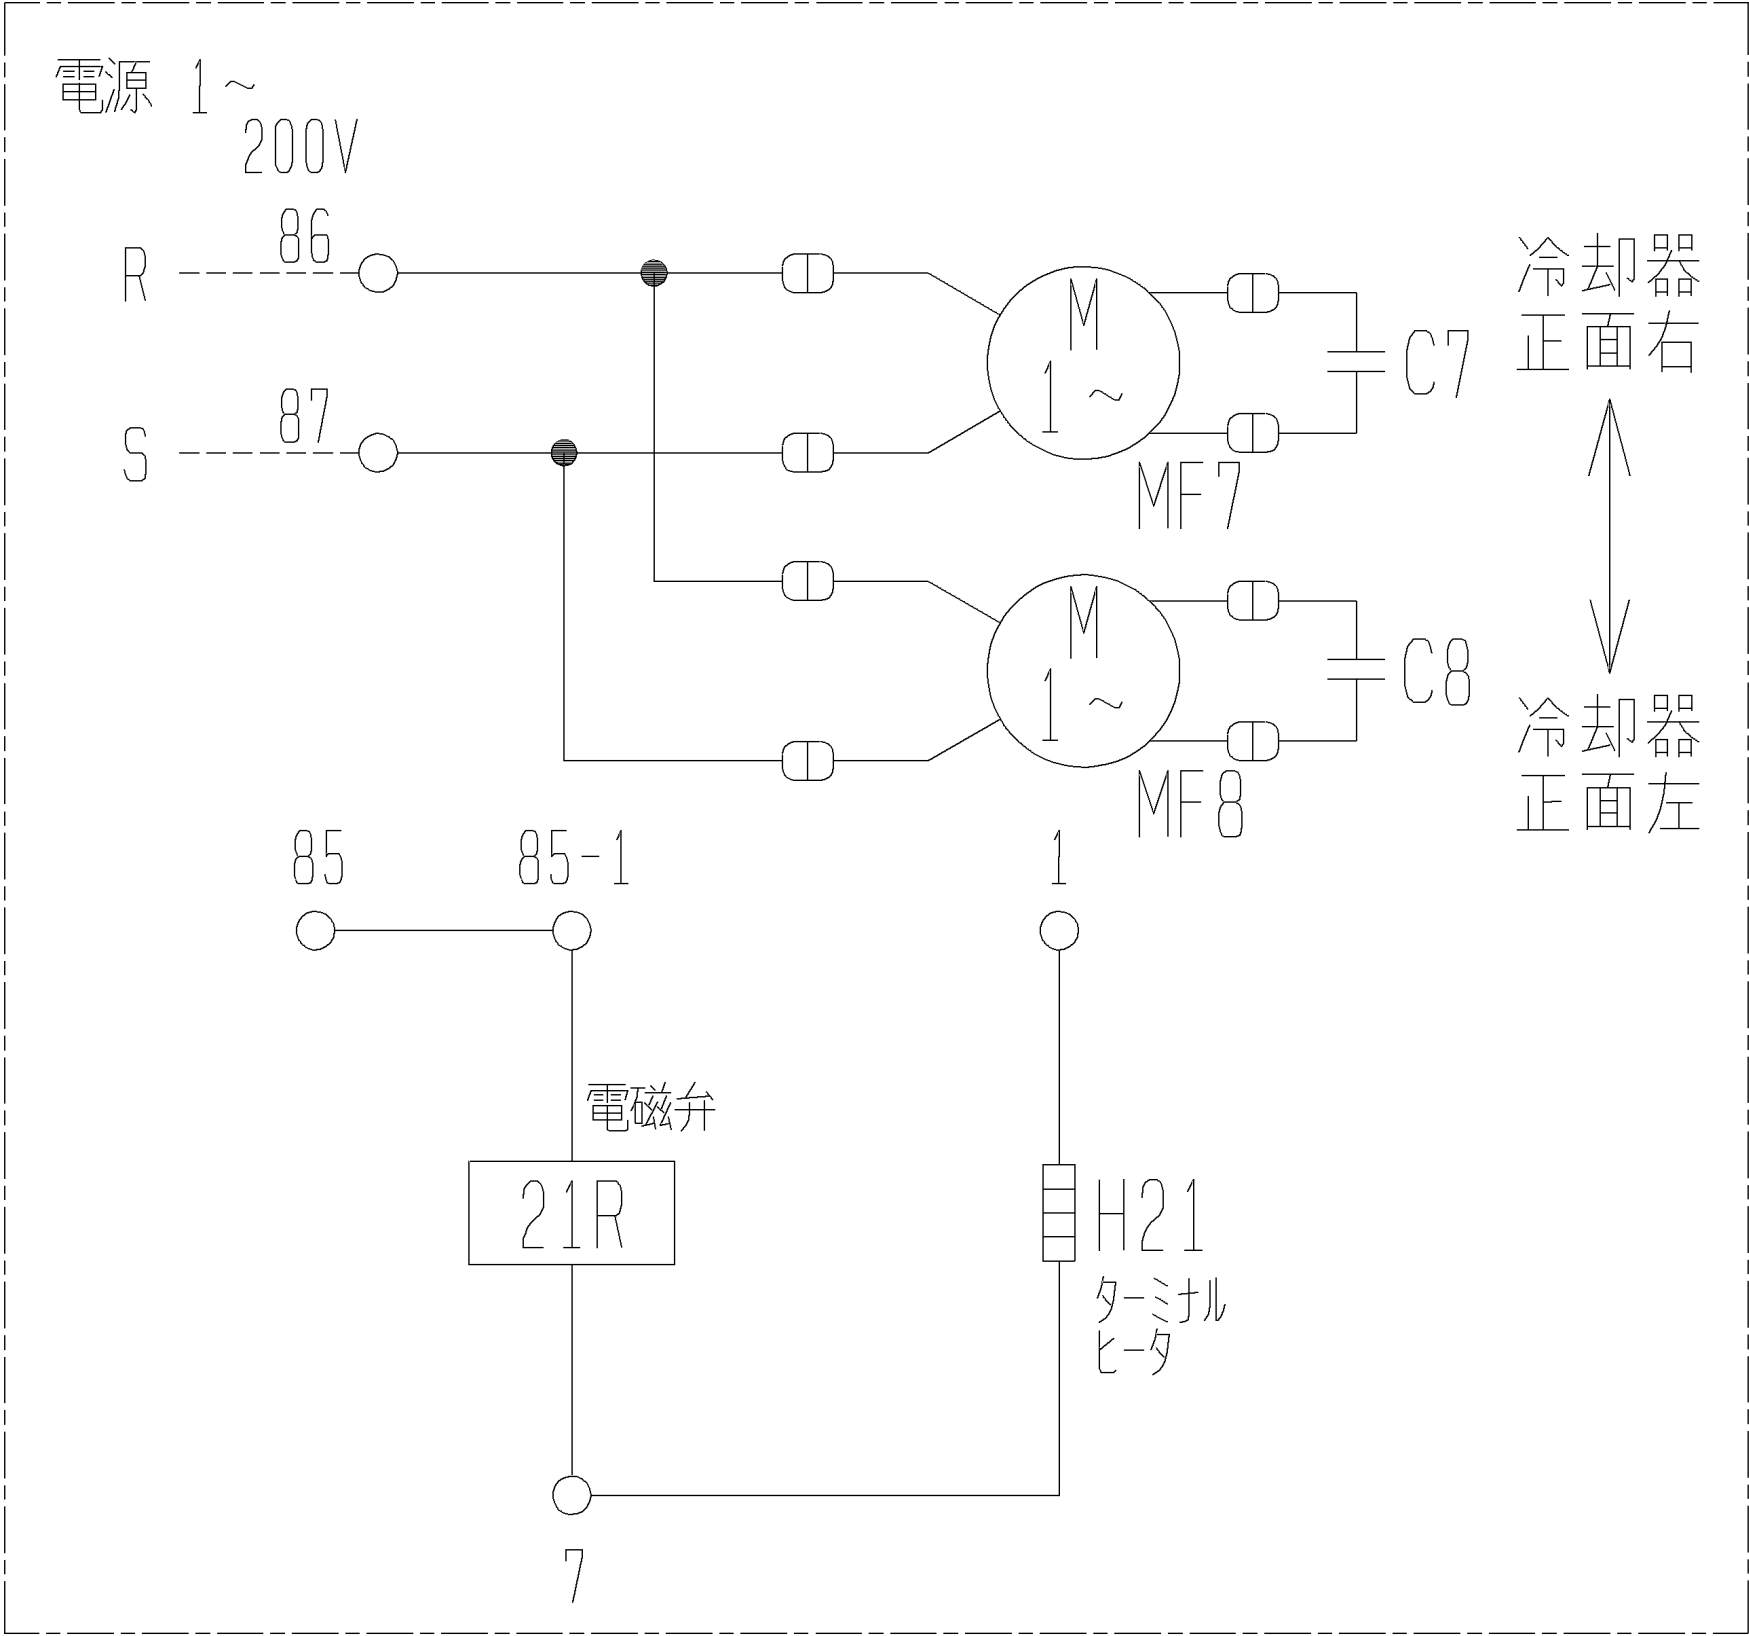 電源 1~
200V
R
86
S
87
M
1~
MF7
C7
冷却器
正面右
M
1~
MF8
C8
冷却器
正面左
85
85-1
1
電磁弁
21R
H21
ターミナル
ヒータ
7